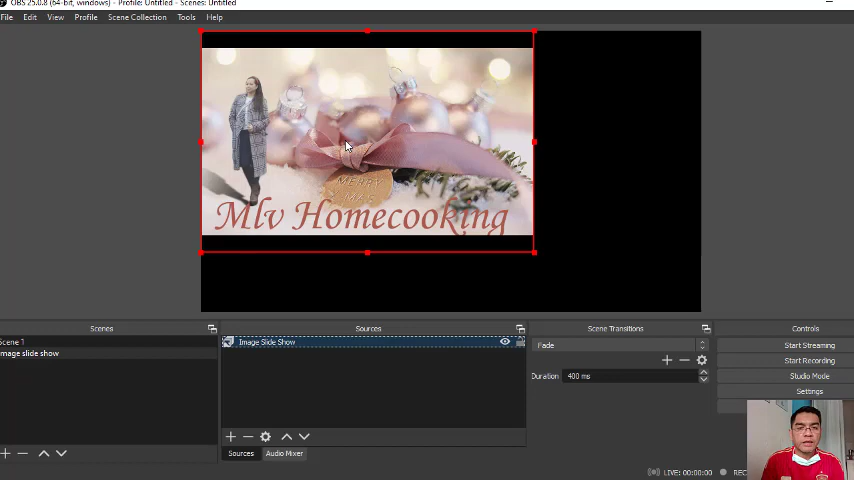 OBS 25.0.8 (64-bit, windows) - Profile: Untitled - Scenes: Untitled
File Edit View Profile Scene Collection Tools Help
MERRY
Mlv Homecooking
Scenes Sources Scene Transitions Controls
Scene 1 Image Slide Show Fade Start Streaming
image slide show Start Recording
Duration 400 ms Studio Mode
Settings
Sources Audio Mixer
LIVE: 00:00:00 REC